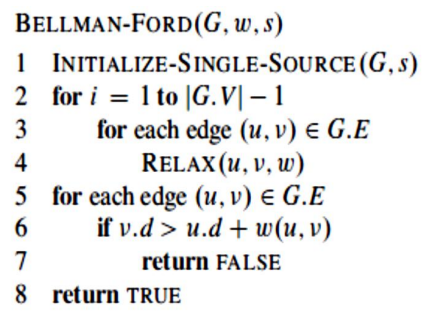 BELLMAN-FORD(G, w, s)
1 INITIALIZE-SINGLE-SOURCE(G, s)
2 for i = 1 to |G.V| − 1
3 for each edge (u, v) ∈ G.E
4 RELAX(u, v, w)
5 for each edge (u, v) ∈ G.E
6 if v.d > u.d + w(u, v)
7 return FALSE
8 return TRUE